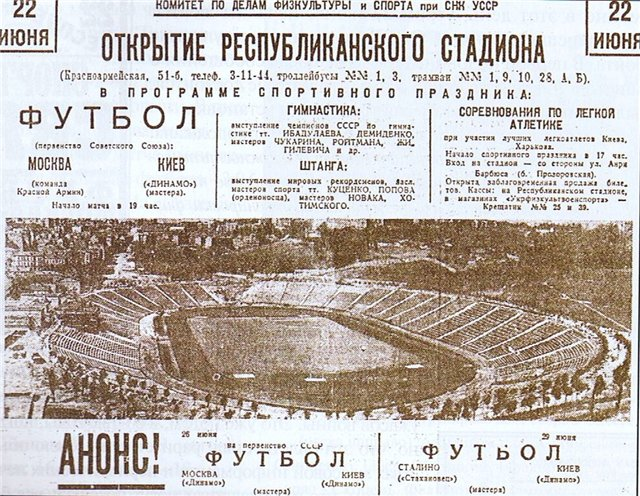 КОМИТЕТ ПО ДЕЛАМ ФИЗКУЛЬТУРЫ И СПОРТА при СНК УССР
22
ИЮНЯ
22
ИЮНЯ
ОТКРЫТИЕ РЕСПУБЛИКАНСКОГО СТАДИОНА
(Красноармейская, 51-б, телеф. 3-11-44, троллейбусы №№ 1, 3, трамваи №№ 1, 9, 10, 28, А, Б).
В ПРОГРАММЕ СПОРТИВНОГО ПРАЗДНИКА:
ФУТБОЛ
(первенство Советского Союза):
МОСКВА КИЕВ
(команда («ДИНАМО»)
Красной Армии) (мастера).
Начало матча в 19 час.
ГИМНАСТИКА:
выступление чемпионов СССР по гимна-
стике тт. ИБАДУЛАЕВА, ДЕМИДЕНКО,
мастеров ЧУКАРИНА, РОЙТМАНА, ЖИ-
ГИЛЕВИЧА и др.
ШТАНГА:
выступление мировых рекордсменов, засл.
мастеров спорта тт. КУЦЕНКО, ПОПОВА
(орденоносца), мастеров НОВАКА, ХО-
ТИМСКОГО.
СОРЕВНОВАНИЯ ПО ЛЕГКОЙ
АТЛЕТИКЕ
при участии лучших легкоатлетов Киева,
Харькова.
Начало спортивного праздника в 17 час.
Вход на стадион — со стороны ул. Анри
Барбюса (б. Прозоровская).
Открыта заблаговременная продажа биле-
тов. Кассы: на Республиканском стадионе,
в магазинах «Укрфизкультвоенспорта» —
Крещатик №№ 25 и 39.
АНОНС!
26 июня
на первенство СССР
ФУТБОЛ
МОСКВА КИЕВ
(«Динамо») («Динамо»)
(мастера)
29 июня
ФУТБОЛ
СТАЛИНО КИЕВ
(«Стахановец») («Динамо»)
(мастера)